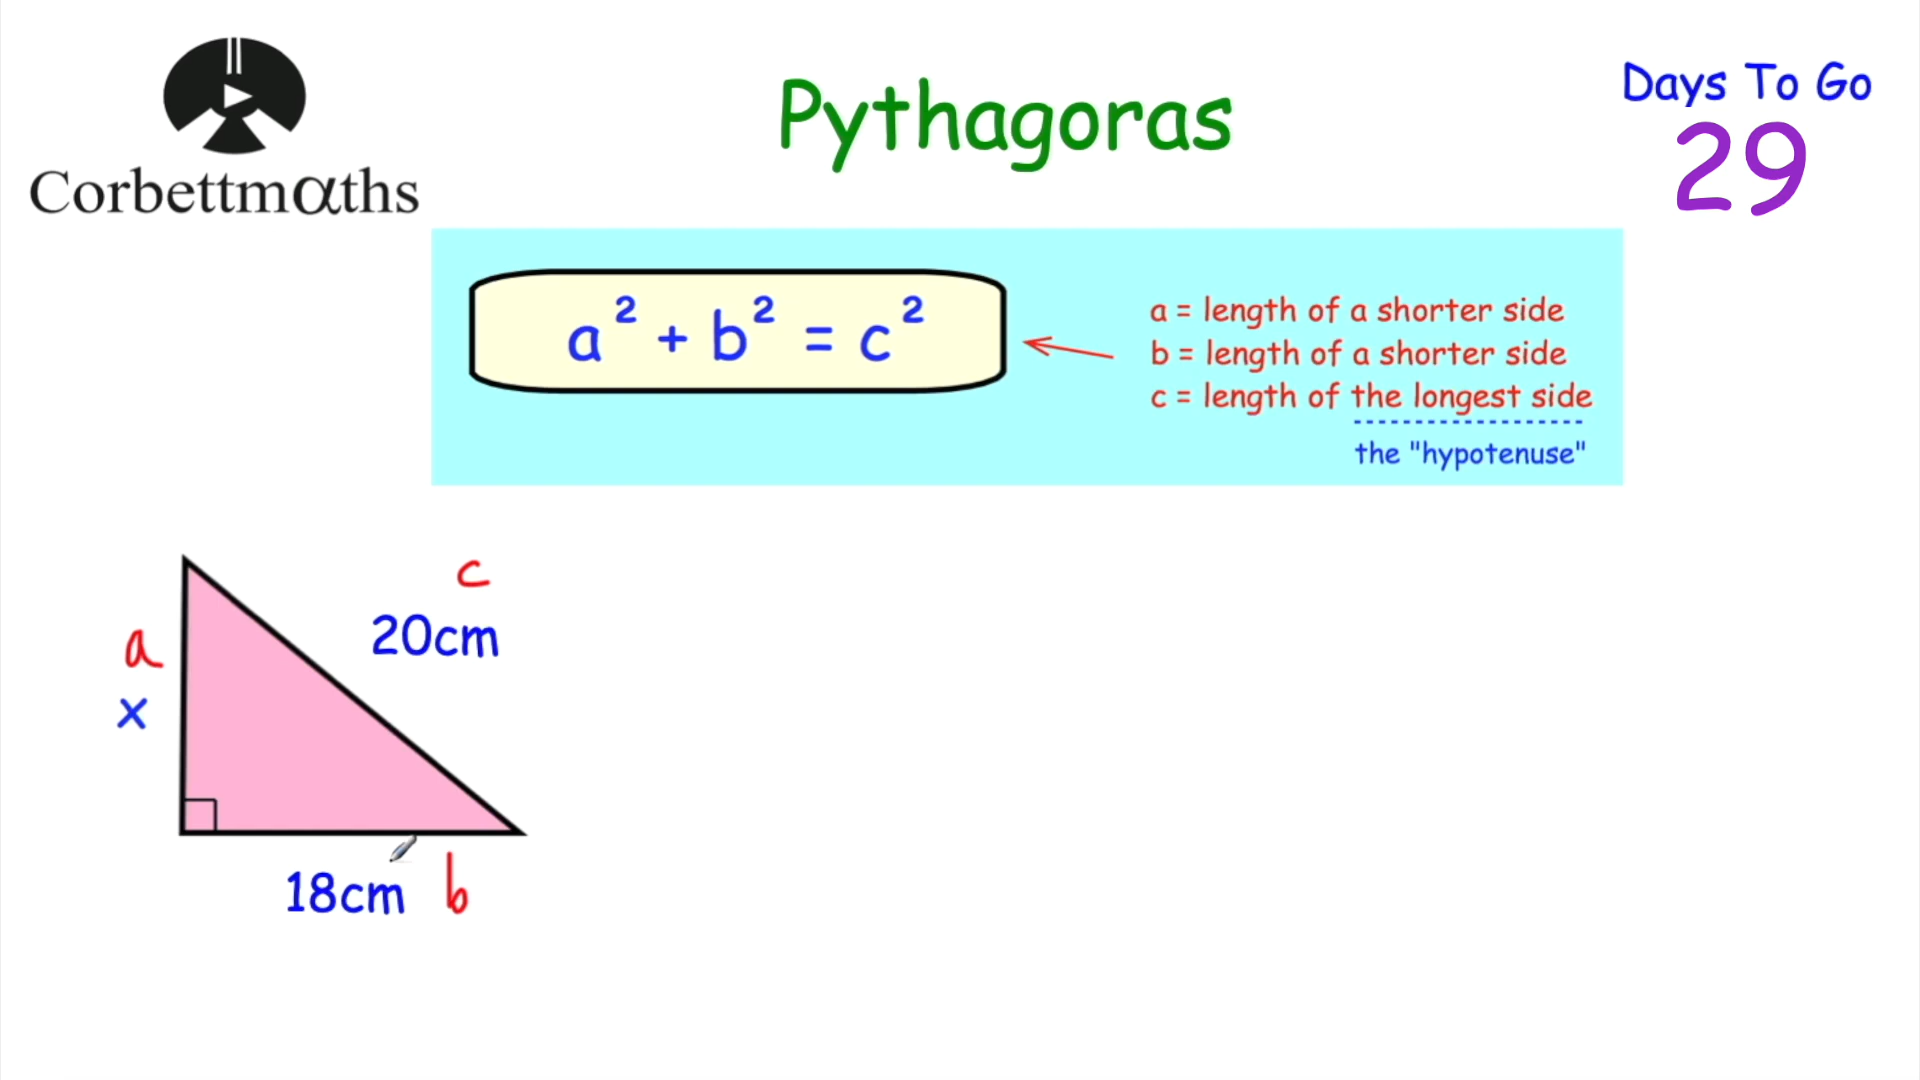 Corbettmαths
Pythagoras
Days To Go
29
a² + b² = c²
a = length of a shorter side
b = length of a shorter side
c = length of the longest side
the "hypotenuse"
c
20cm
a
x
18cm b